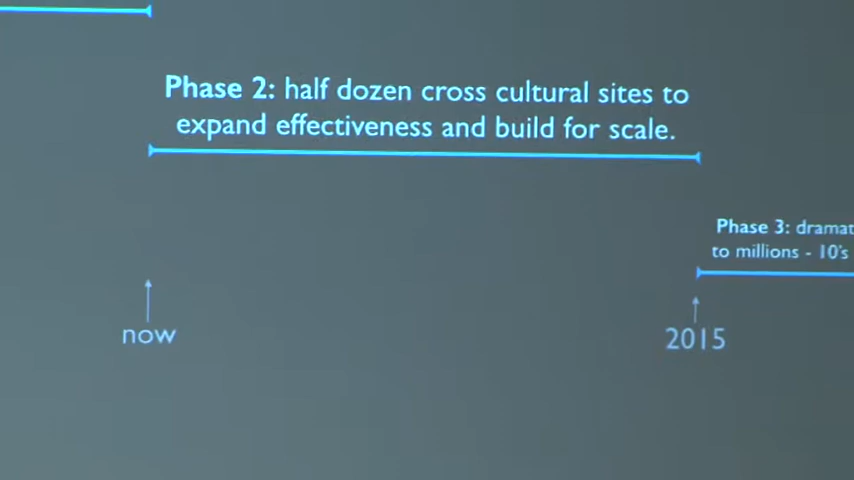 Phase 2: half dozen cross cultural sites to
expand effectiveness and build for scale.
Phase 3:
to millions - 10's
now
2015